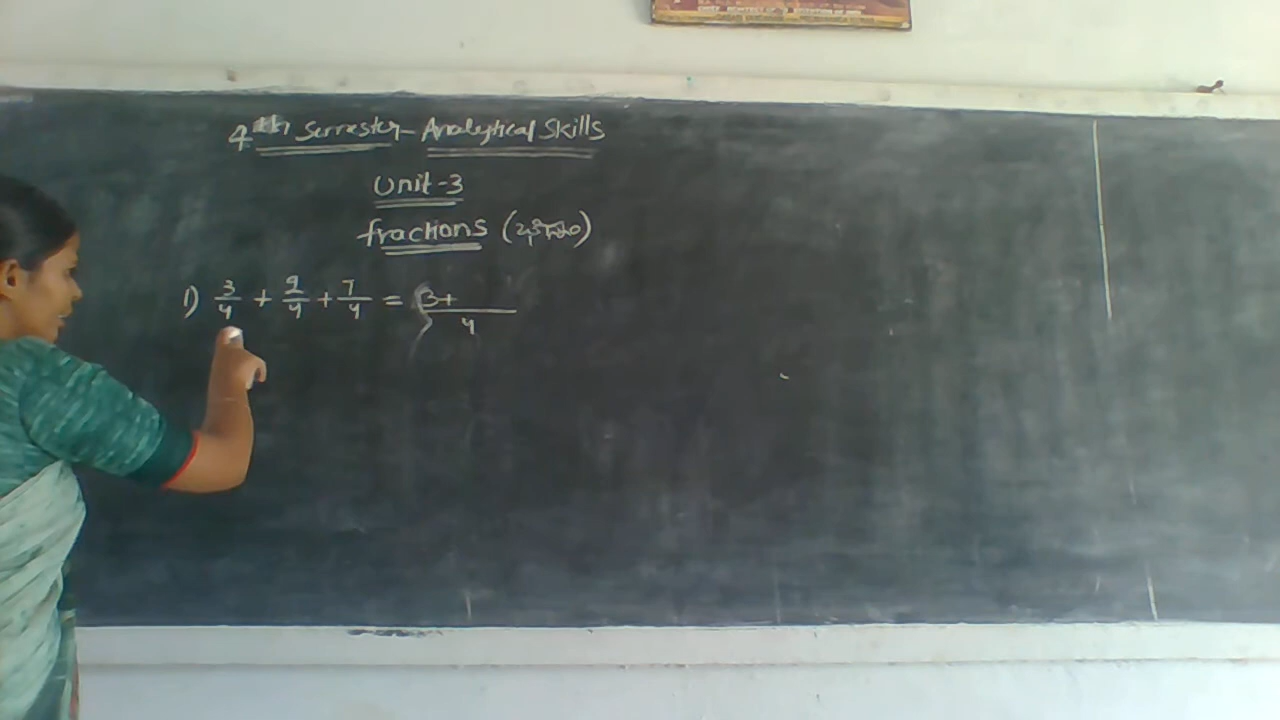 4th Semester - Analytical Skills
Unit-3
fractions
1) 3/4 + 9/4 + 7/4 = 3+ /4